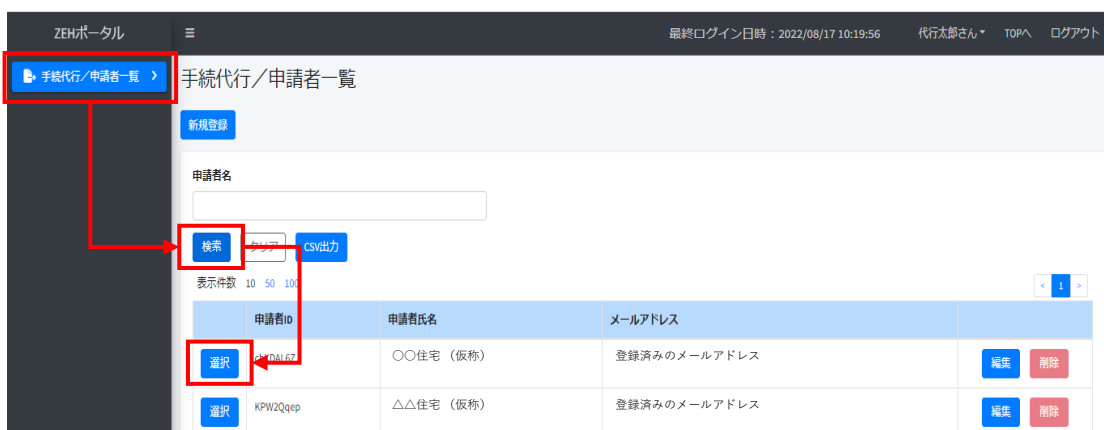 ZEHポータル ≡ 最終ログイン日時：2022/08/17 10:19:56 代行太郎さん TOPへ ログアウト
手続代行／申請者一覧
手続代行／申請者一覧
新規登録
申請者名
検索 クリア CSV出力
表示件数 10 50 100
< 1 >
申請者ID 申請者氏名 メールアドレス
選択 〇〇住宅（仮称） 登録済みのメールアドレス 編集 削除
選択 KPW2Qqep △△住宅（仮称） 登録済みのメールアドレス 編集 削除